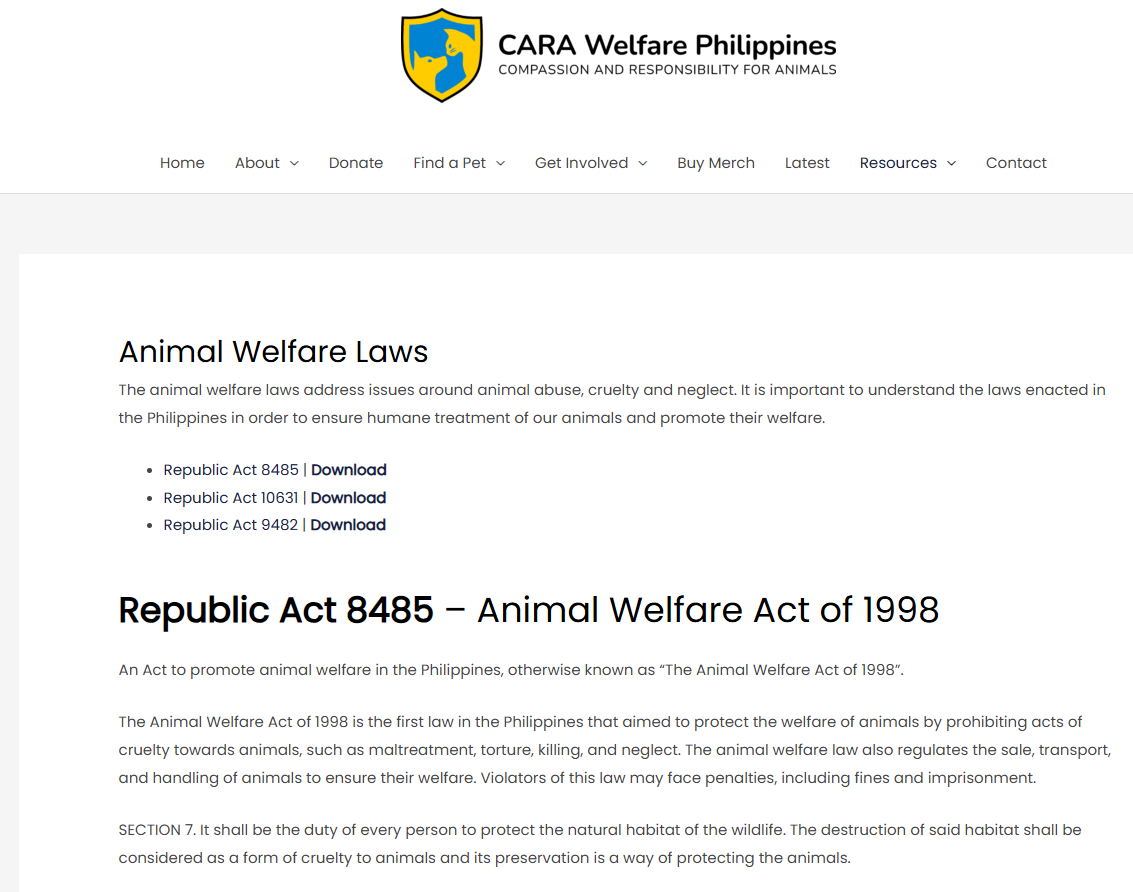 CARA Welfare Philippines
COMPASSION AND RESPONSIBILITY FOR ANIMALS
Home About Donate Find a Pet Get Involved Buy Merch Latest Resources Contact
Animal Welfare Laws
The animal welfare laws address issues around animal abuse, cruelty and neglect. It is important to understand the laws enacted in
the Philippines in order to ensure humane treatment of our animals and promote their welfare.
• Republic Act 8485 | Download
• Republic Act 10631 | Download
• Republic Act 9482 | Download
Republic Act 8485 – Animal Welfare Act of 1998
An Act to promote animal welfare in the Philippines, otherwise known as “The Animal Welfare Act of 1998”.
The Animal Welfare Act of 1998 is the first law in the Philippines that aimed to protect the welfare of animals by prohibiting acts of
cruelty towards animals, such as maltreatment, torture, killing, and neglect. The animal welfare law also regulates the sale, transport,
and handling of animals to ensure their welfare. Violators of this law may face penalties, including fines and imprisonment.
SECTION 7. It shall be the duty of every person to protect the natural habitat of the wildlife. The destruction of said habitat shall be
considered as a form of cruelty to animals and its preservation is a way of protecting the animals.